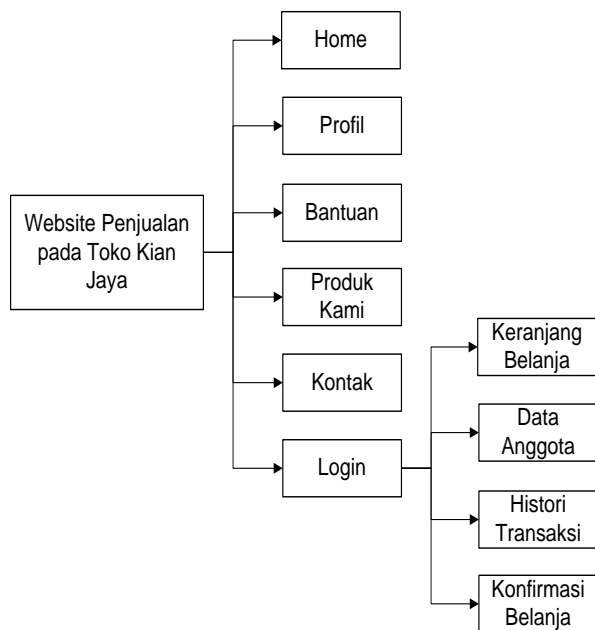 Home
Profil
Bantuan
Website Penjualan
pada Toko Kian
Jaya
Produk
Kami
Kontak
Login
Keranjang
Belanja
Data
Anggota
Histori
Transaksi
Konfirmasi
Belanja